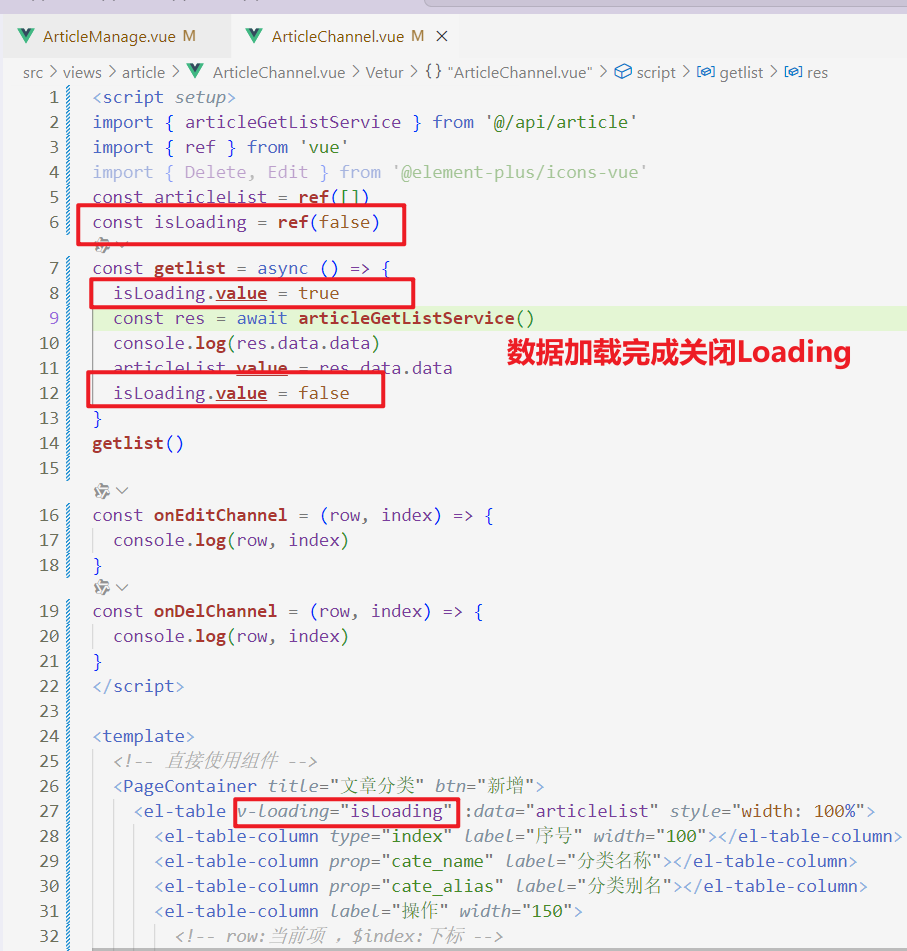 ArticleManage.vue M ArticleChannel.vue M ×
src > views > article > ArticleChannel.vue > Vetur > {} "ArticleChannel.vue" > script > getlist > res
1 <script setup>
2 import { articleGetListService } from '@/api/article'
3 import { ref } from 'vue'
4 import { Delete, Edit } from '@element-plus/icons-vue'
5 const articleList = ref([])
6 const isLoading = ref(false)
7 const getlist = async () => {
8 isLoading.value = true
9 const res = await articleGetListService()
10 console.log(res.data.data)
数据加载完成关闭Loading
11 articleList.value = res.data.data
12 isLoading.value = false
13 }
14 getlist()
15
16 const onEditChannel = (row, index) => {
17 console.log(row, index)
18 }
19 const onDelChannel = (row, index) => {
20 console.log(row, index)
21 }
22 </script>
23
24 <template>
25 <!-- 直接使用组件 -->
26 <PageContainer title="文章分类" btn="新增">
27 <el-table v-loading="isLoading" :data="articleList" style="width: 100%">
28 <el-table-column type="index" label="序号" width="100"></el-table-column>
29 <el-table-column prop="cate_name" label="分类名称"></el-table-column>
30 <el-table-column prop="cate_alias" label="分类别名"></el-table-column>
31 <el-table-column label="操作" width="150">
32 <!-- row:当前项 , $index:下标 -->